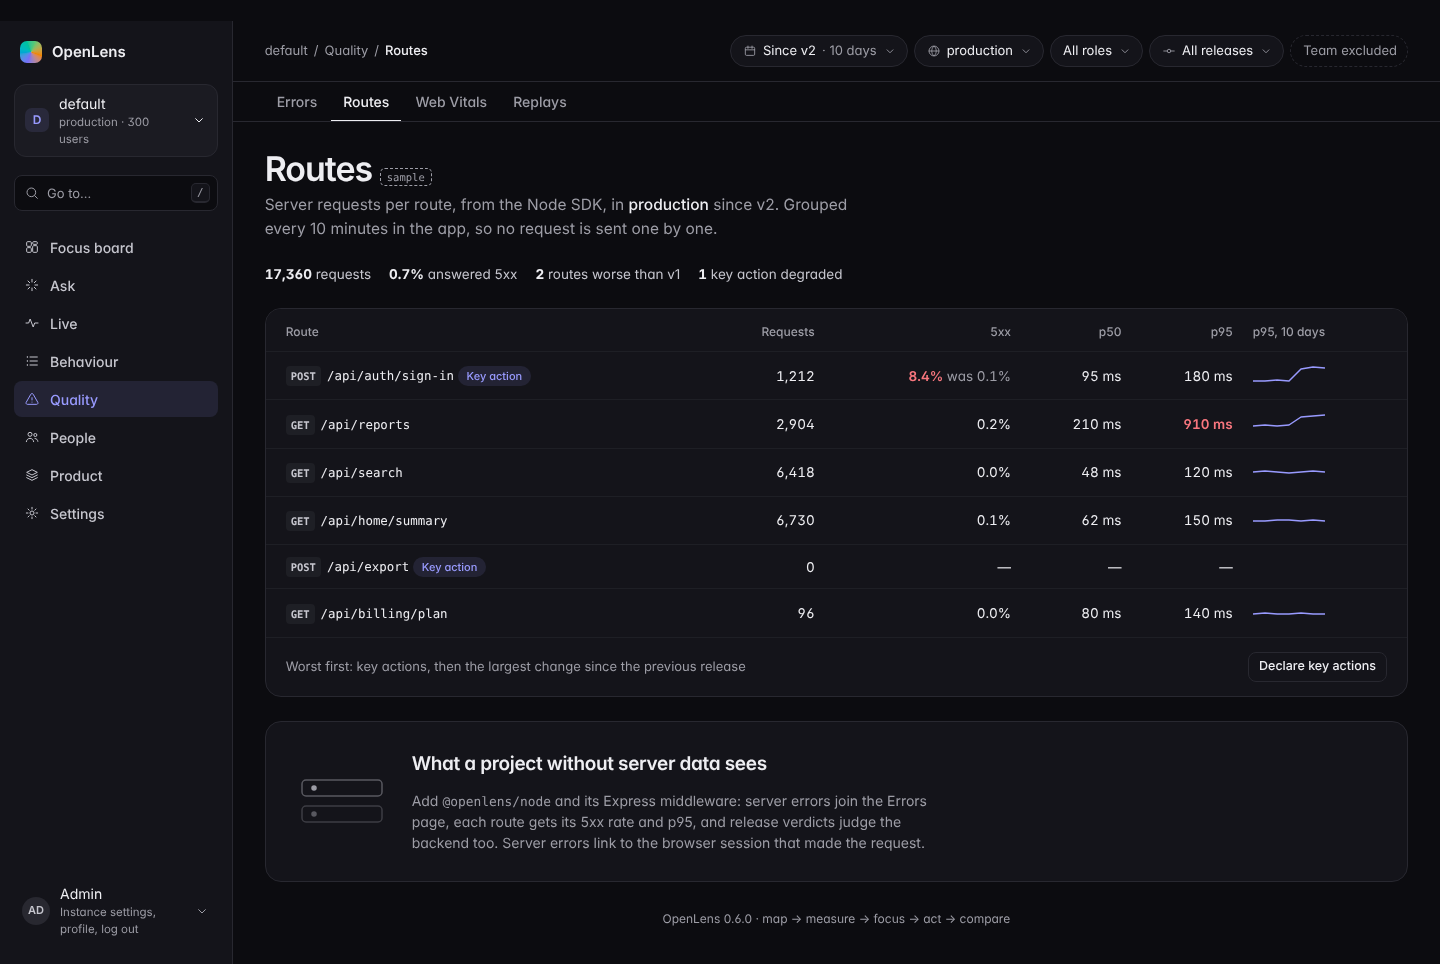 OpenLens
default / Quality / Routes
Since v2 · 10 days
production
All roles
All releases
Team excluded
D
default
production · 300
users
Go to...
/
Focus board
Ask
Live
Behaviour
Quality
People
Product
Settings
AD
Admin
Instance settings,
profile, log out
Errors Routes Web Vitals Replays
Routes sample
Server requests per route, from the Node SDK, in production since v2. Grouped
every 10 minutes in the app, so no request is sent one by one.
17,360 requests 0.7% answered 5xx 2 routes worse than v1 1 key action degraded
Route Requests 5xx p50 p95 p95, 10 days
POST /api/auth/sign-in Key action 1,212 8.4% was 0.1% 95 ms 180 ms
GET /api/reports 2,904 0.2% 210 ms 910 ms
GET /api/search 6,418 0.0% 48 ms 120 ms
GET /api/home/summary 6,730 0.1% 62 ms 150 ms
POST /api/export Key action 0 — — —
GET /api/billing/plan 96 0.0% 80 ms 140 ms
Worst first: key actions, then the largest change since the previous release
Declare key actions
What a project without server data sees
Add @openlens/node and its Express middleware: server errors join the Errors
page, each route gets its 5xx rate and p95, and release verdicts judge the
backend too. Server errors link to the browser session that made the request.
OpenLens 0.6.0 · map → measure → focus → act → compare